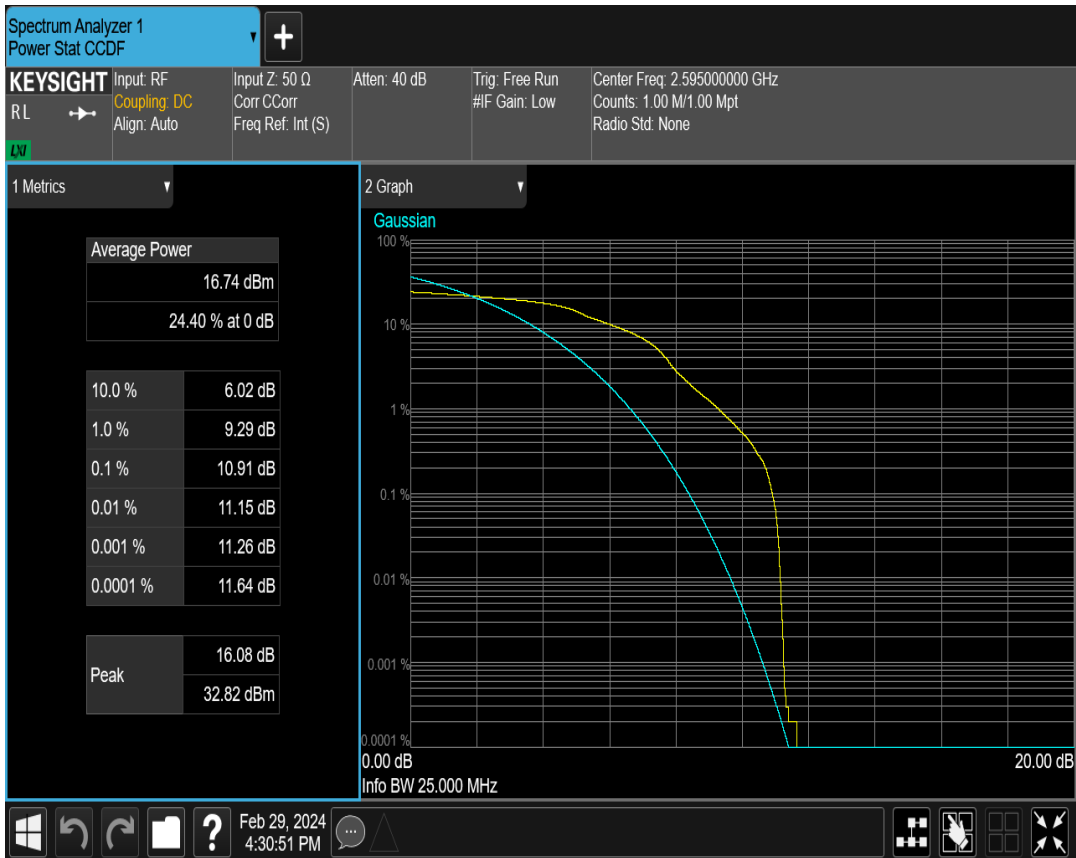 Spectrum Analyzer 1
Power Stat CCDF
+
KEYSIGHT
RL
LXI
Input: RF
Coupling: DC
Align: Auto
Input Z: 50 Ω
Corr CCorr
Freq Ref: Int (S)
Atten: 40 dB
Trig: Free Run
#IF Gain: Low
Center Freq: 2.595000000 GHz
Counts: 1.00 M/1.00 Mpt
Radio Std: None
1 Metrics
Average Power
16.74 dBm
24.40 % at 0 dB
10.0 % 6.02 dB
1.0 % 9.29 dB
0.1 % 10.91 dB
0.01 % 11.15 dB
0.001 % 11.26 dB
0.0001 % 11.64 dB
Peak
16.08 dB
32.82 dBm
2 Graph
Gaussian
100 %
10 %
1 %
0.1 %
0.01 %
0.001 %
0.0001 %
0.00 dB 20.00 dB
Info BW 25.000 MHz
?
Feb 29, 2024
4:30:51 PM